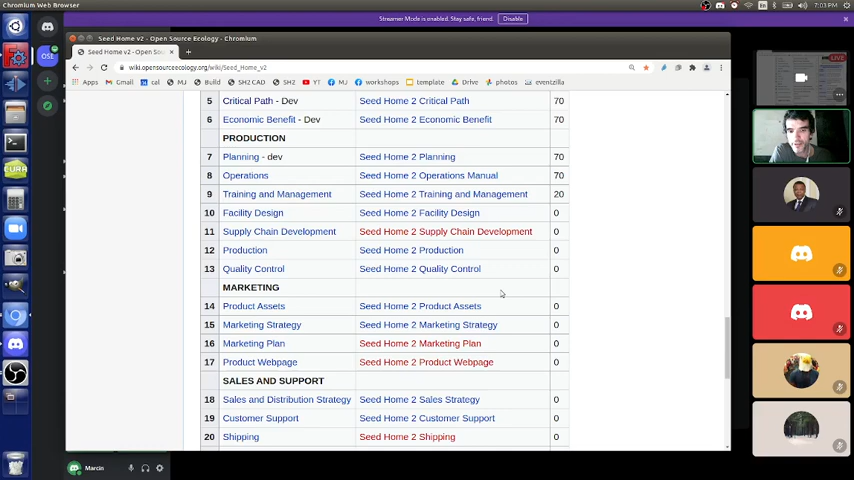 Chromium Web Browser
En
7:03 PM
Streamer Mode is enabled. Stay safe, friend.
Disable
Seed Home v2 - Open Source Ecology - Chromium
Seed Home v2 - Open Sou
wiki.opensourceecology.org/wiki/Seed_Home_v2
Apps
Gmail
cal
MJ
Build
SH2 CAD
SH2
YT
MJ
workshops
template
Drive
photos
eventzilla
OSE
LIVE
5 Critical Path - Dev Seed Home 2 Critical Path 70
6 Economic Benefit - Dev Seed Home 2 Economic Benefit 70
PRODUCTION
7 Planning - dev Seed Home 2 Planning 70
8 Operations Seed Home 2 Operations Manual 70
9 Training and Management Seed Home 2 Training and Management 20
10 Facility Design Seed Home 2 Facility Design 0
11 Supply Chain Development Seed Home 2 Supply Chain Development 0
12 Production Seed Home 2 Production 0
13 Quality Control Seed Home 2 Quality Control 0
MARKETING
14 Product Assets Seed Home 2 Product Assets 0
15 Marketing Strategy Seed Home 2 Marketing Strategy 0
16 Marketing Plan Seed Home 2 Marketing Plan 0
17 Product Webpage Seed Home 2 Product Webpage 0
SALES AND SUPPORT
18 Sales and Distribution Strategy Seed Home 2 Sales Strategy 0
19 Customer Support Seed Home 2 Customer Support 0
20 Shipping Seed Home 2 Shipping 0
CURA
Marcin